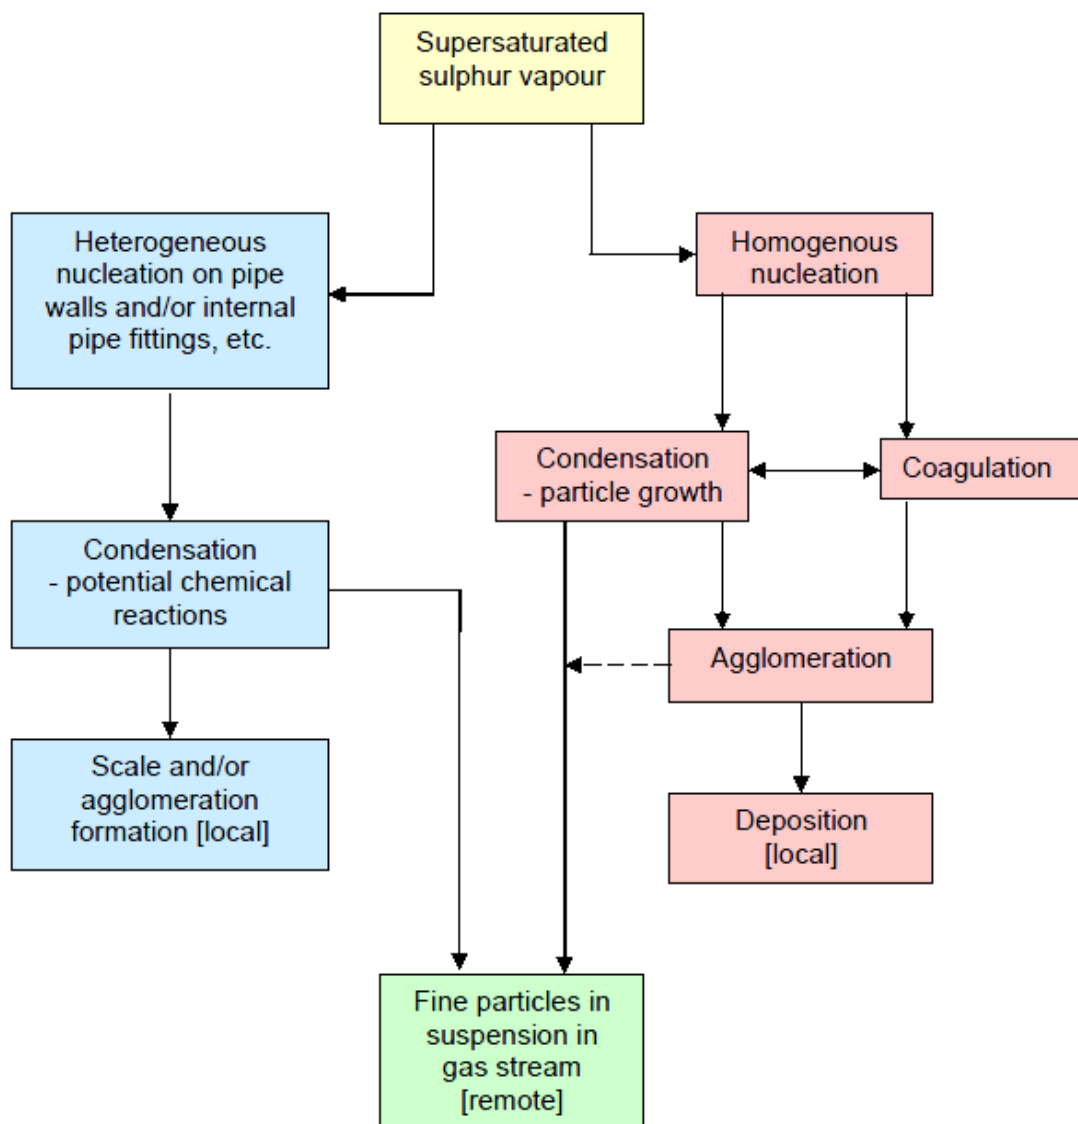 Supersaturated
sulphur vapour
Heterogeneous
nucleation on pipe
walls and/or internal
pipe fittings, etc.
Homogenous
nucleation
Condensation
- particle growth
Coagulation
Condensation
- potential chemical
reactions
Agglomeration
Scale and/or
agglomeration
formation [local]
Deposition
[local]
Fine particles in
suspension in
gas stream
[remote]